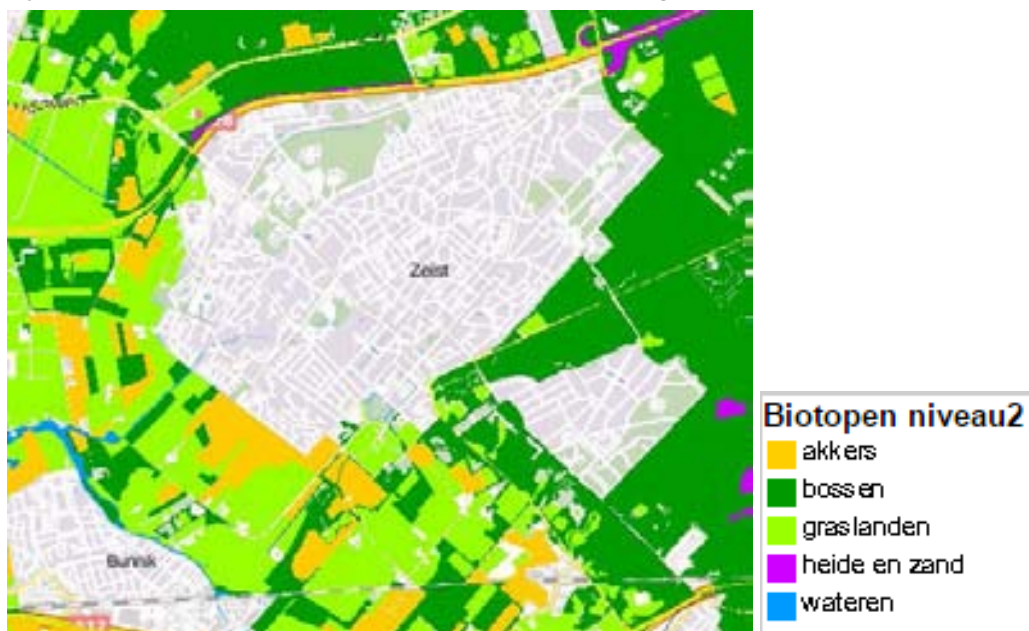 Zeist
Bunnik
Biotopen niveau2
akkers
bossen
graslanden
heide en zand
wateren